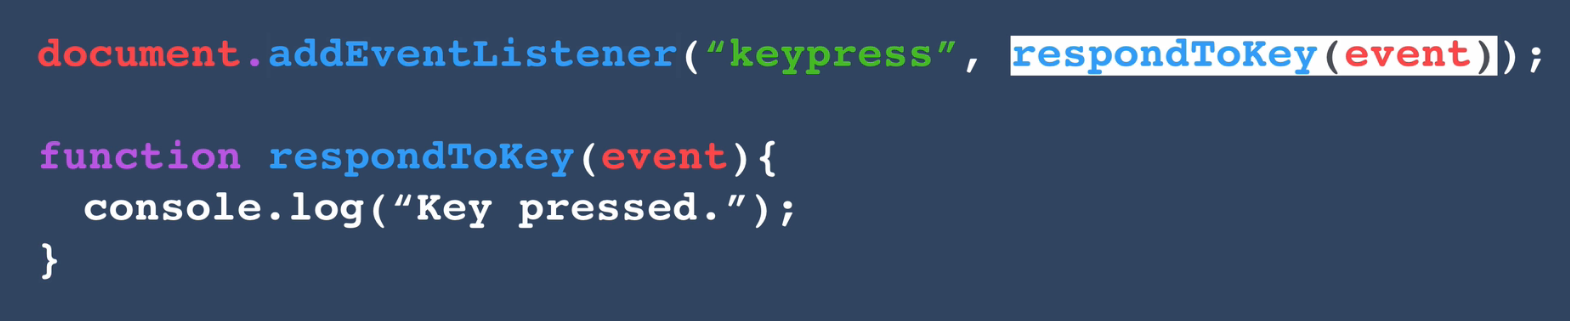 document.addEventListener(“keypress”, respondToKey(event));
function respondToKey(event){
console.log(“Key pressed.”);
}